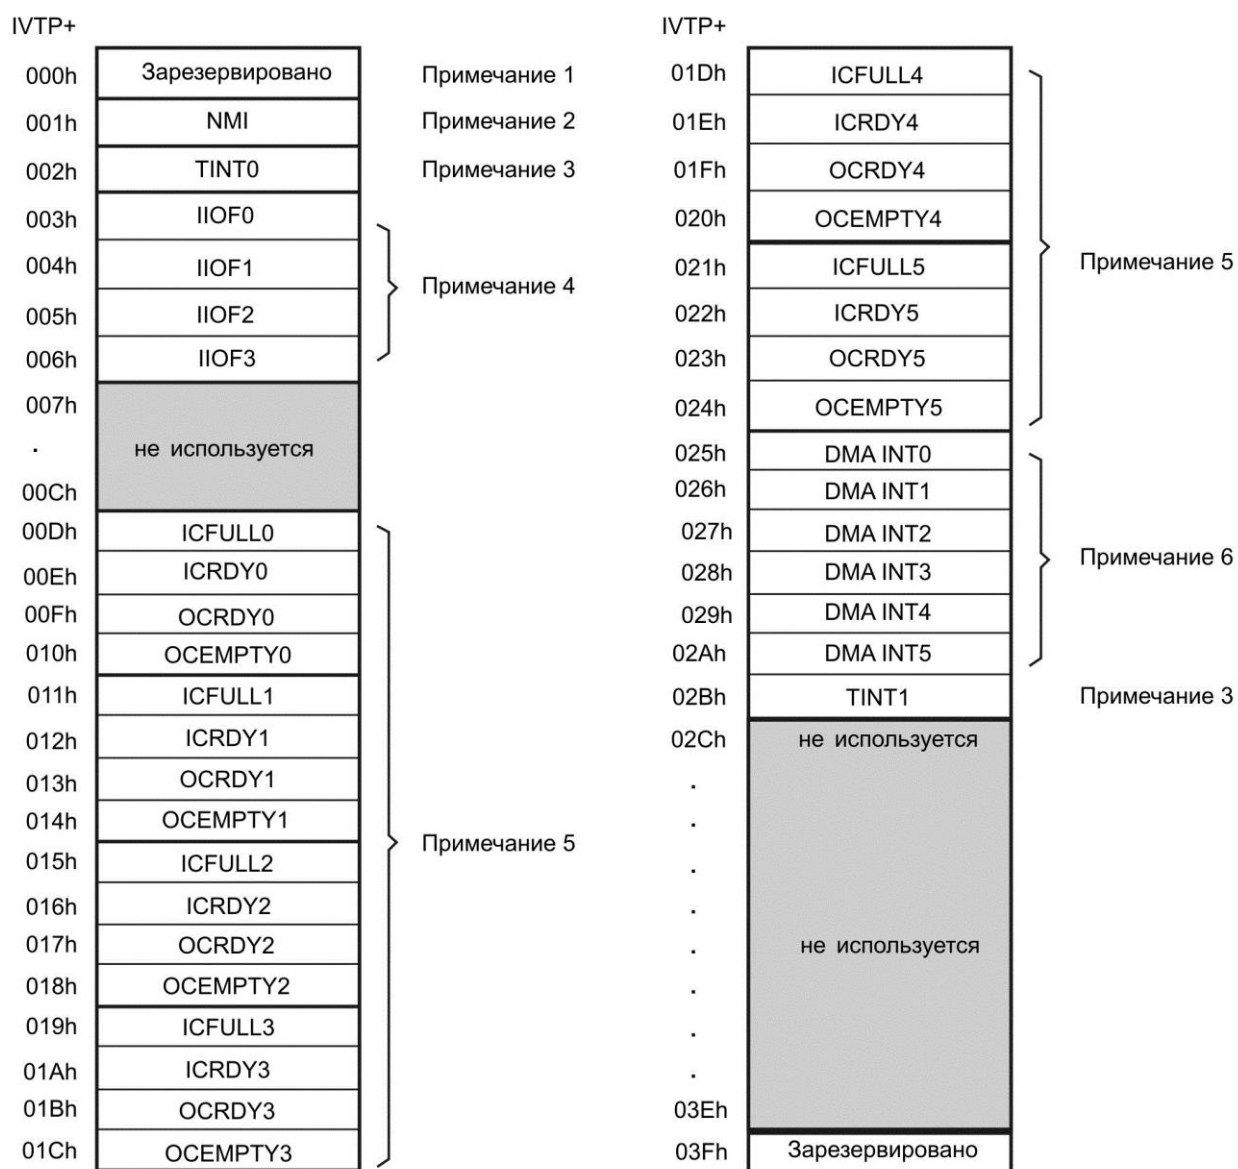 IVTP+
000h Зарезервировано Примечание 1
001h NMI Примечание 2
002h TINT0 Примечание 3
003h IIOF0
004h IIOF1
Примечание 4
005h IIOF2
006h IIOF3
007h
. не используется
00Ch
00Dh ICFULL0
00Eh ICRDY0
00Fh OCRDY0
010h OCEMPTY0
011h ICFULL1
012h ICRDY1
013h OCRDY1
014h OCEMPTY1
Примечание 5
015h ICFULL2
016h ICRDY2
017h OCRDY2
018h OCEMPTY2
019h ICFULL3
01Ah ICRDY3
01Bh OCRDY3
01Ch OCEMPTY3
IVTP+
01Dh ICFULL4
01Eh ICRDY4
01Fh OCRDY4
020h OCEMPTY4
021h ICFULL5 Примечание 5
022h ICRDY5
023h OCRDY5
024h OCEMPTY5
025h DMA INT0
026h DMA INT1
027h DMA INT2
Примечание 6
028h DMA INT3
029h DMA INT4
02Ah DMA INT5
02Bh TINT1 Примечание 3
02Ch не используется
.
.
.
.
. не используется
.
.
.
03Eh
03Fh Зарезервировано